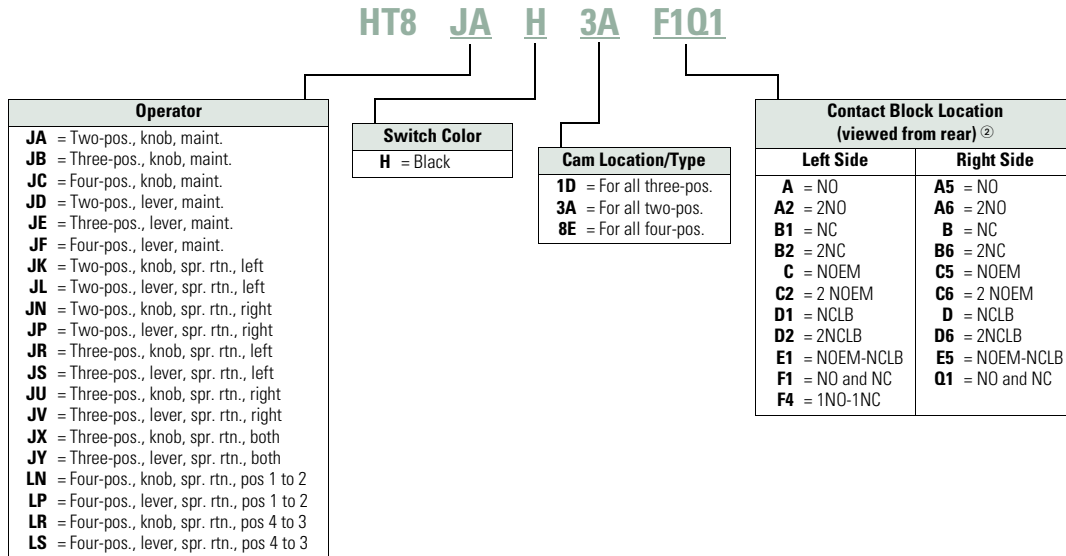 HT8 JA H 3A F1Q1
Operator
JA = Two-pos., knob, maint.
JB = Three-pos., knob, maint.
JC = Four-pos., knob, maint.
JD = Two-pos., lever, maint.
JE = Three-pos., lever, maint.
JF = Four-pos., lever, maint.
JK = Two-pos., knob, spr. rtn., left
JL = Two-pos., lever, spr. rtn., left
JN = Two-pos., knob, spr. rtn., right
JP = Two-pos., lever, spr. rtn., right
JR = Three-pos., knob, spr. rtn., left
JS = Three-pos., lever, spr. rtn., left
JU = Three-pos., knob, spr. rtn., right
JV = Three-pos., lever, spr. rtn., right
JX = Three-pos., knob, spr. rtn., both
JY = Three-pos., lever, spr. rtn., both
LN = Four-pos., knob, spr. rtn., pos 1 to 2
LP = Four-pos., lever, spr. rtn., pos 1 to 2
LR = Four-pos., knob, spr. rtn., pos 4 to 3
LS = Four-pos., lever, spr. rtn., pos 4 to 3
Switch Color
H = Black
Cam Location/Type
1D = For all three-pos.
3A = For all two-pos.
8E = For all four-pos.
Contact Block Location
(viewed from rear) ②
Left Side
A = NO
A2 = 2NO
B1 = NC
B2 = 2NC
C = NOEM
C2 = 2 NOEM
D1 = NCLB
D2 = 2NCLB
E1 = NOEM-NCLB
F1 = NO and NC
F4 = 1NO-1NC
Right Side
A5 = NO
A6 = 2NO
B = NC
B6 = 2NC
C5 = NOEM
C6 = 2 NOEM
D = NCLB
D6 = 2NCLB
E5 = NOEM-NCLB
Q1 = NO and NC